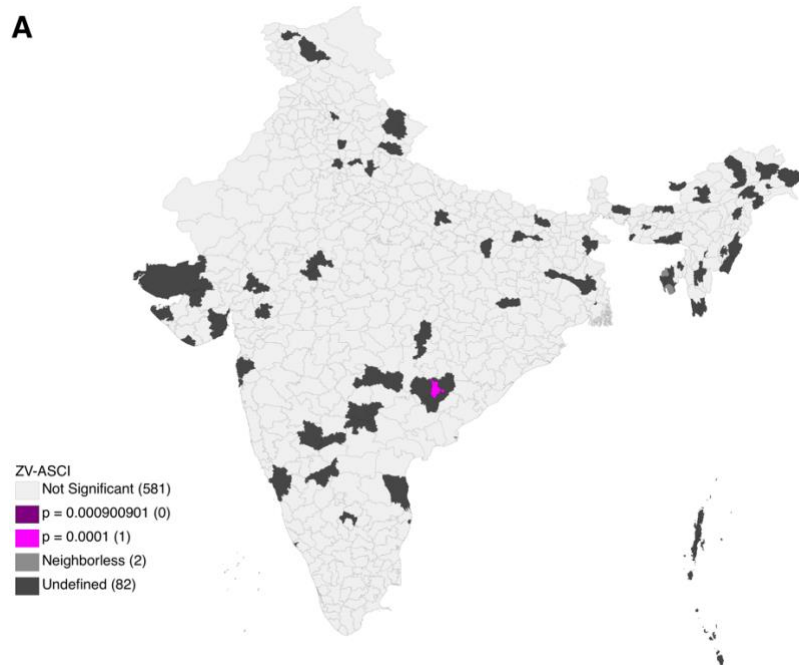 A
ZV-ASCI
Not Significant (581)
p = 0.000900901 (0)
p = 0.0001 (1)
Neighborless (2)
Undefined (82)